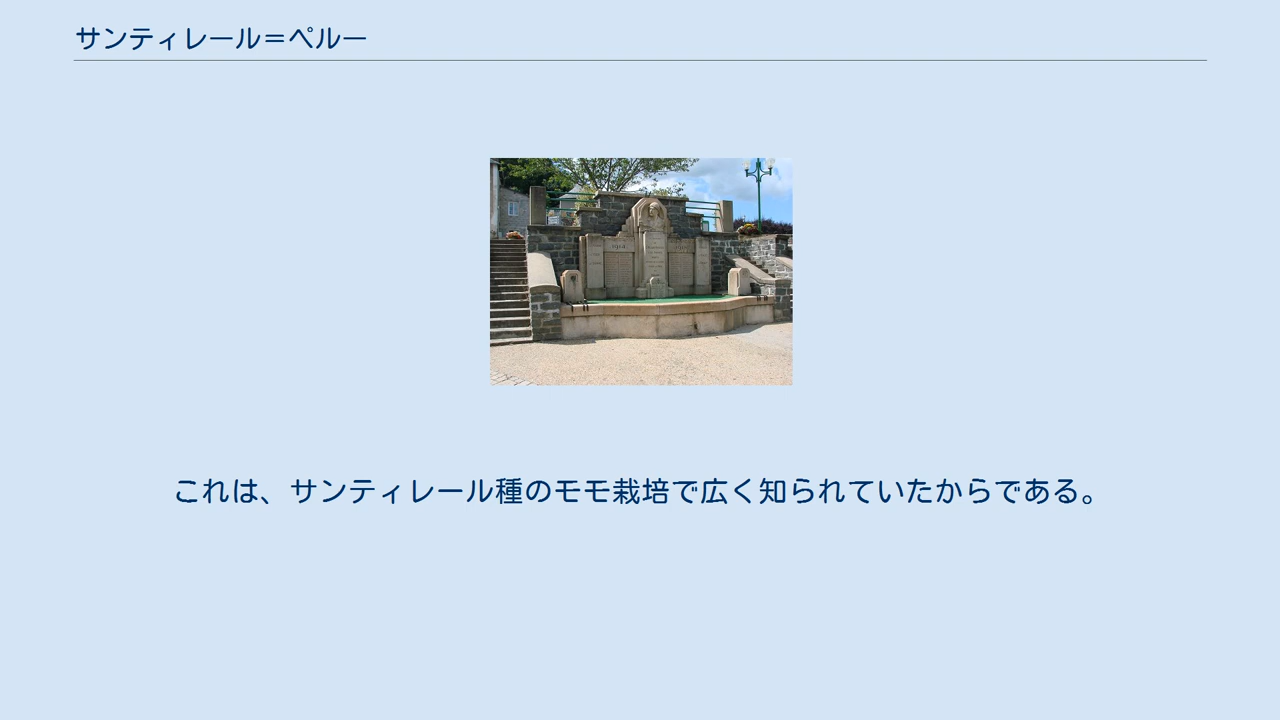 サンティレール＝ペルー
1914
これは、サンティレール種のモモ栽培で広く知られていたからである。